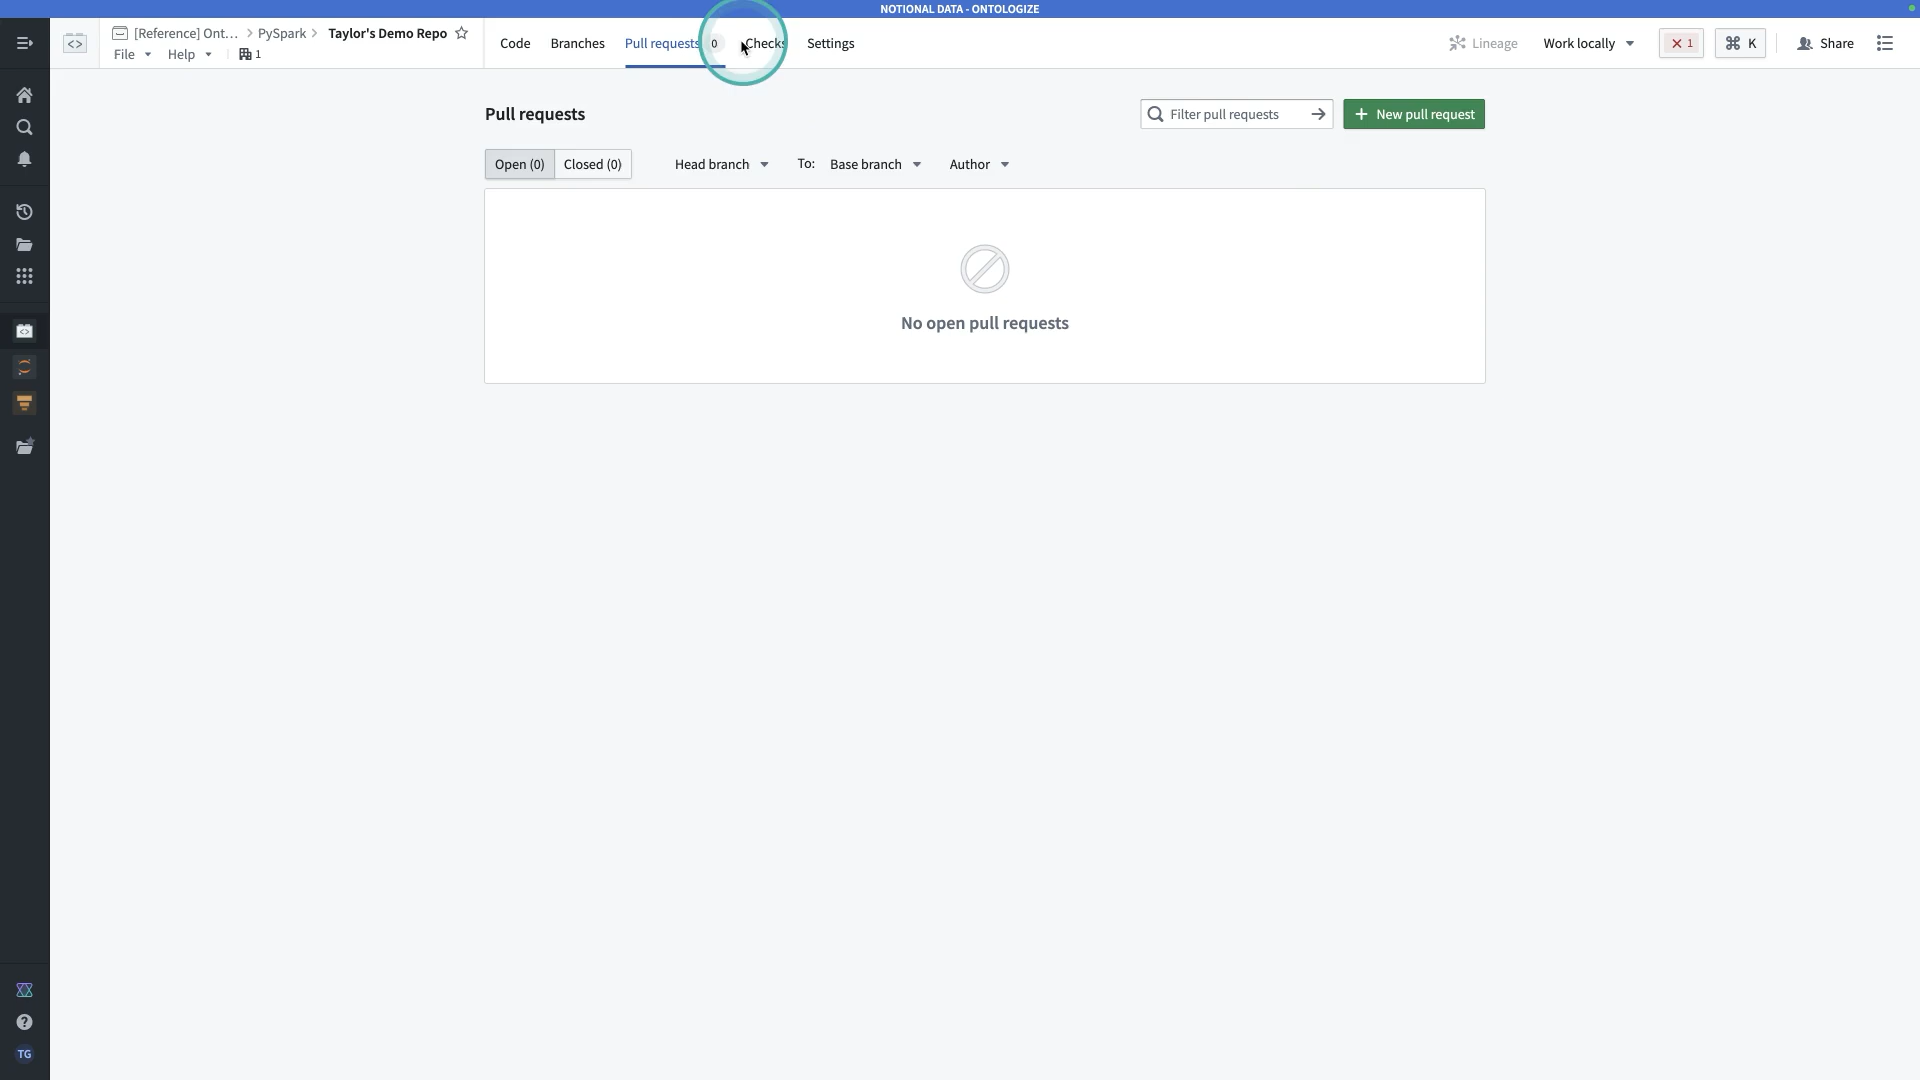 NOTIONAL DATA - ONTOLOGIZE
[Reference] Ont... > PySpark > Taylor's Demo Repo
File Help 1
Code Branches Pull requests 0 Checks Settings
Lineage Work locally 1 ⌘ K Share
Pull requests
Filter pull requests
New pull request
Open (0) Closed (0) Head branch To: Base branch Author
No open pull requests
TG